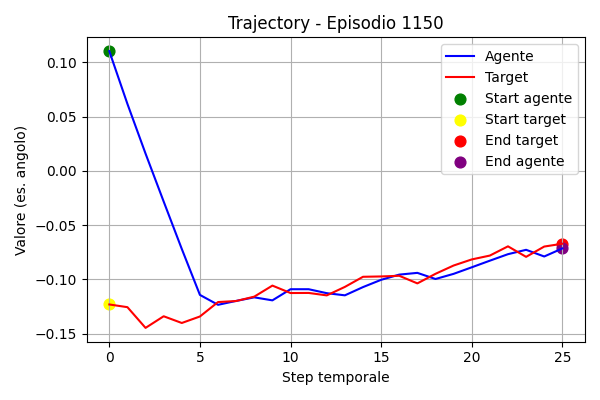 Trajectory - Episodio 1150
Valore (es. angolo)
0.10
0.05
0.00
−0.05
−0.10
−0.15
0
5
10
15
20
25
Step temporale
Agente
Target
Start agente
Start target
End target
End agente